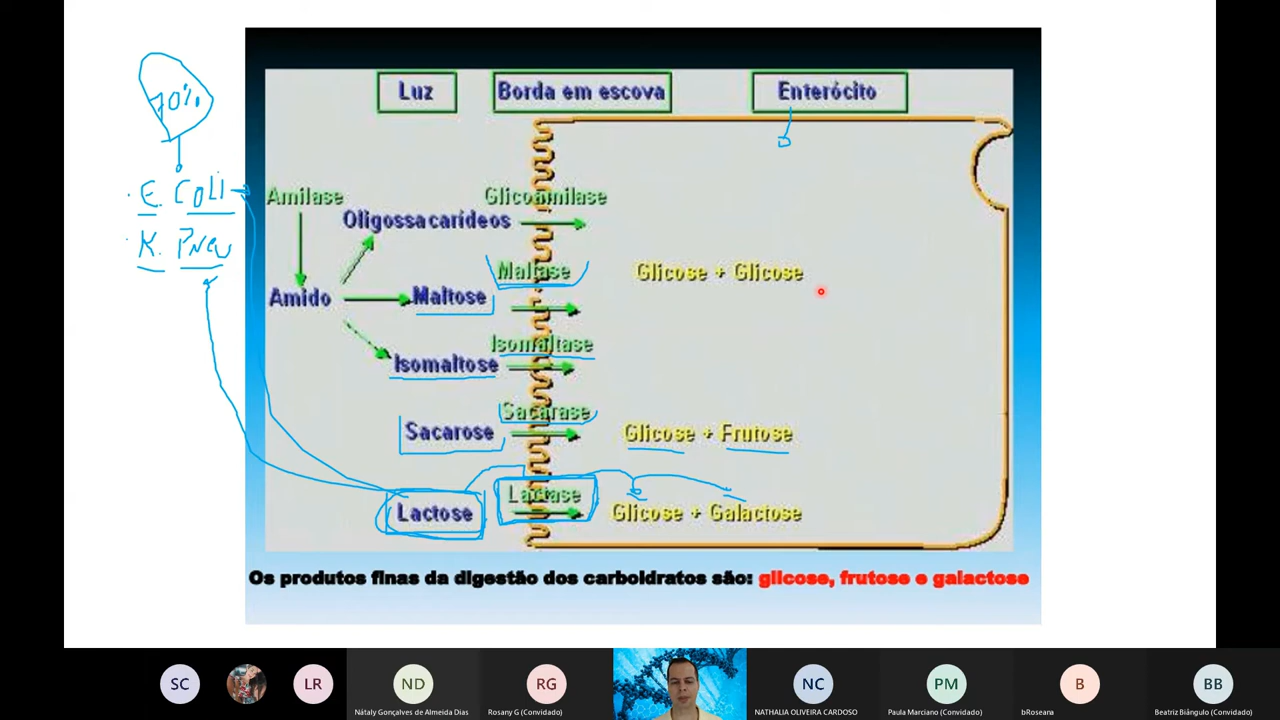 Luz Borda em escova Enterócito
70%
E. Coli
Amilase Glicoamilase
Oligossacarídeos
K. Pneu
Maltase Glicose + Glicose
Amido Maltose
Isomaltase
Isomaltose
Sacarase
Sacarose Glicose + Frutose
Lactase
Lactose Glicose + Galactose
Os produtos finas da digestão dos carboidratos são: glicose, frutose e galactose
SC LR ND RG NC PM B BB
Nátaly Gonçalves de Almeida Dias Rosany G (Convidado) NATHALIA OLIVEIRA CARDOSO Paula Marciano (Convidado) bRoseana Beatriz Biângulo (Convidado)